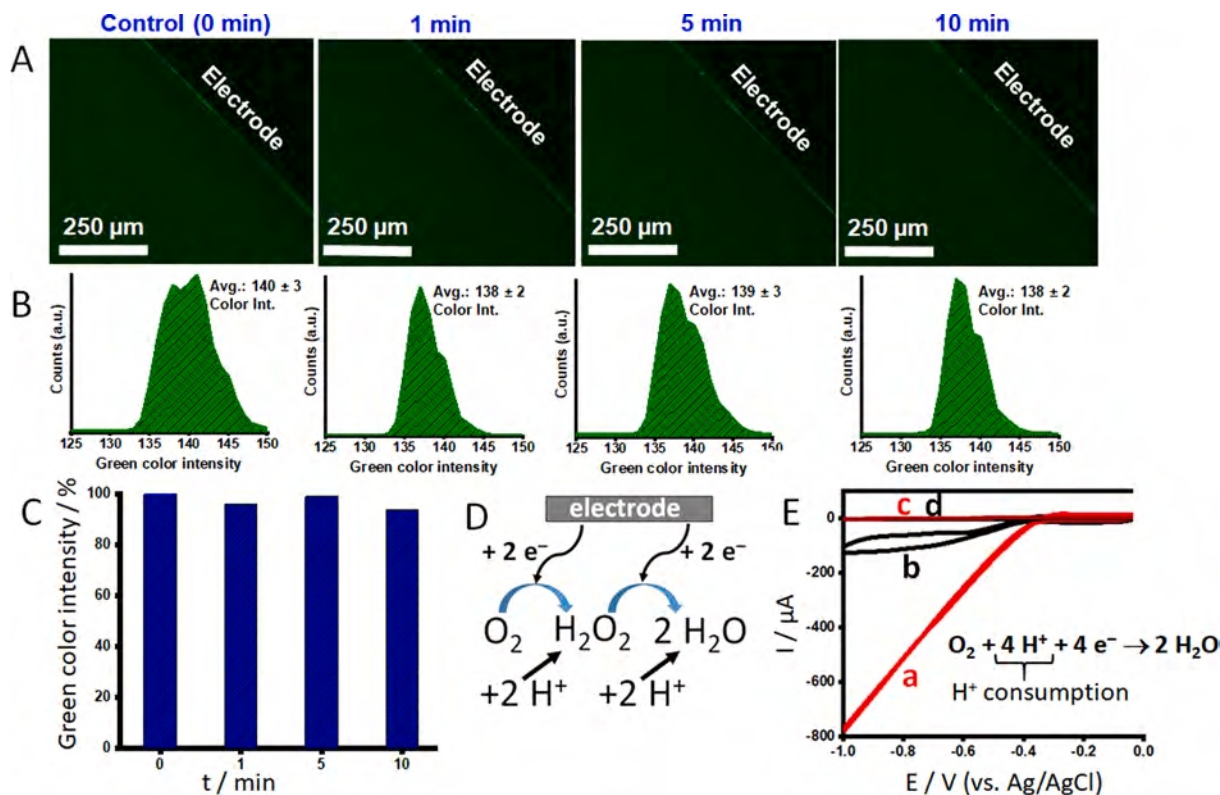 Control (0 min) 1 min 5 min 10 min
A
Electrode Electrode Electrode Electrode
250 µm 250 µm 250 µm 250 µm
B
Avg.: 140 ± 3
Color Int.
Avg.: 138 ± 2
Color Int.
Avg.: 139 ± 3
Color Int.
Avg.: 138 ± 2
Color Int.
Counts (a.u.) Counts (a.u.) Counts (a.u.) Counts (a.u.)
125 130 135 140 145 150 125 130 135 140 145 150 125 130 135 140 145 150 125 130 135 140 145 150
Green color intensity Green color intensity Green color intensity Green color intensity
C
Green color intensity / %
100
80
60
40
20
0
0 1 5 10
t / min
D
electrode
+ 2 e⁻ + 2 e⁻
O₂ H₂O₂ 2 H₂O
+2 H⁺ +2 H⁺
E
I / µA
0
-200
-400
-600
-800
c d
b
a
O₂ + 4 H⁺ + 4 e⁻ → 2 H₂O
H⁺ consumption
-1.0 -0.8 -0.6 -0.4 -0.2 0.0
E / V (vs. Ag/AgCl)